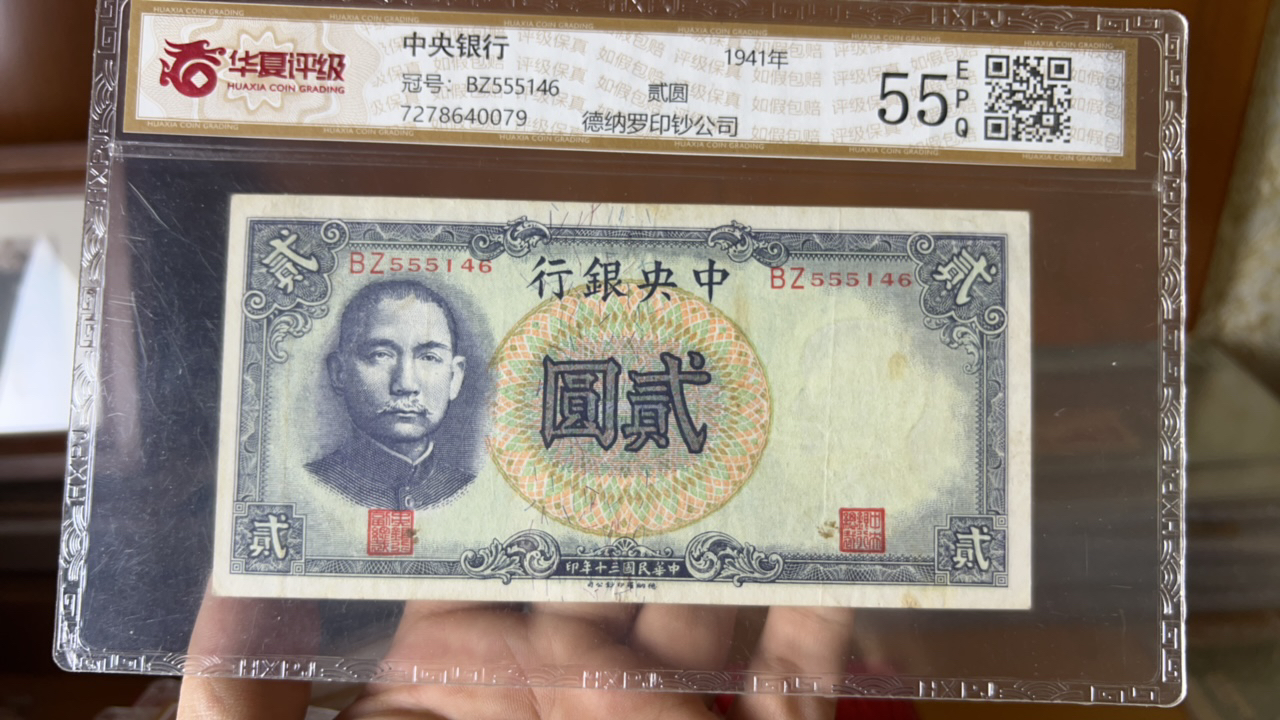 华夏评级
HUAXIA COIN GRADING
中央银行
1941年
冠号：BZ555146
贰圆
7278640079
德纳罗印钞公司
55
EPQ
贰
貳
BZ555146
行銀央中
BZ555146
圓貳
貳
貳
印年十三國民華中
HXPJ